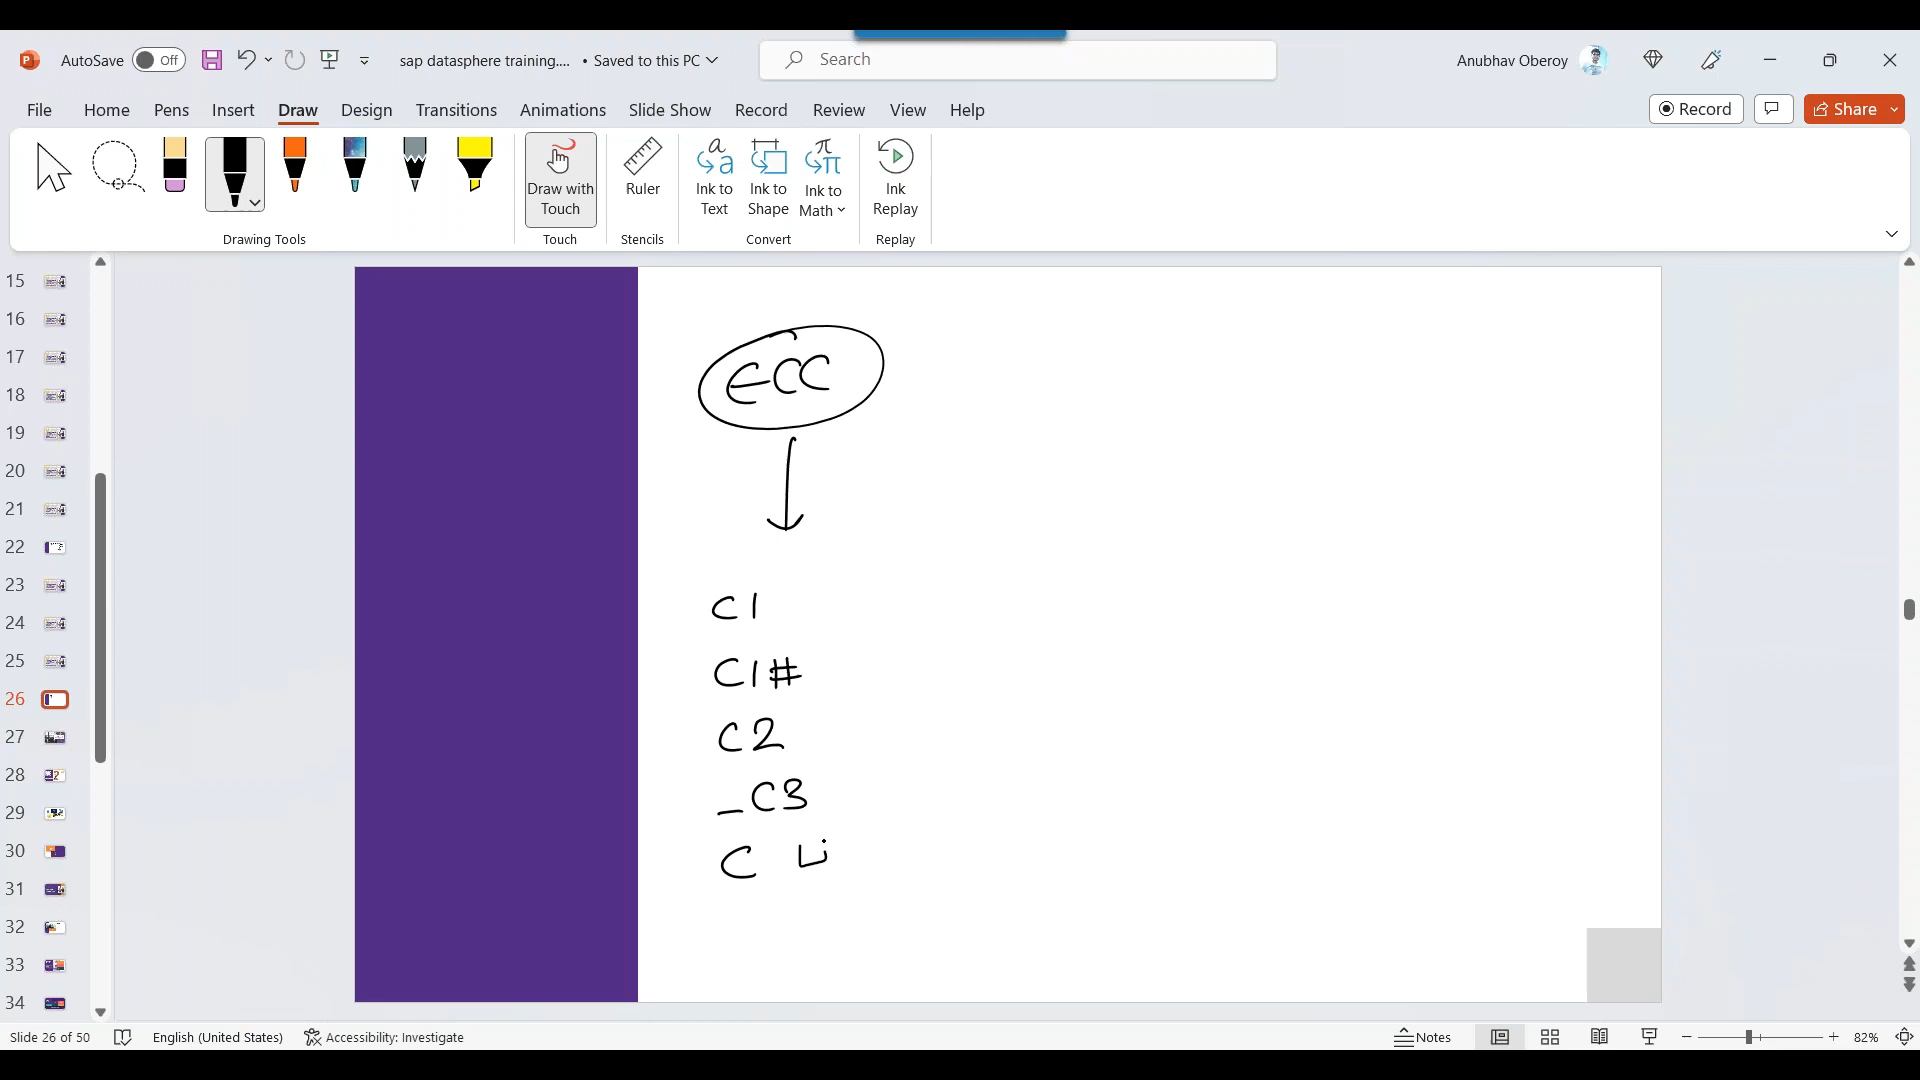 AutoSave Off sap datasphere training.... • Saved to this PC Search Anubhav Oberoy
File Home Pens Insert Draw Design Transitions Animations Slide Show Record Review View Help Record Share
Draw with Touch
Ruler
Ink to Text
Ink to Shape
Ink to Math
Ink Replay
Drawing Tools Touch Stencils Convert Replay
15
16
17
18
19
20
21
22
23
24
25
26
27
28
29
30
31
32
33
34
ECC
C1
C1#
C2
_C3
C
Slide 26 of 50 English (United States) Accessibility: Investigate Notes 82%